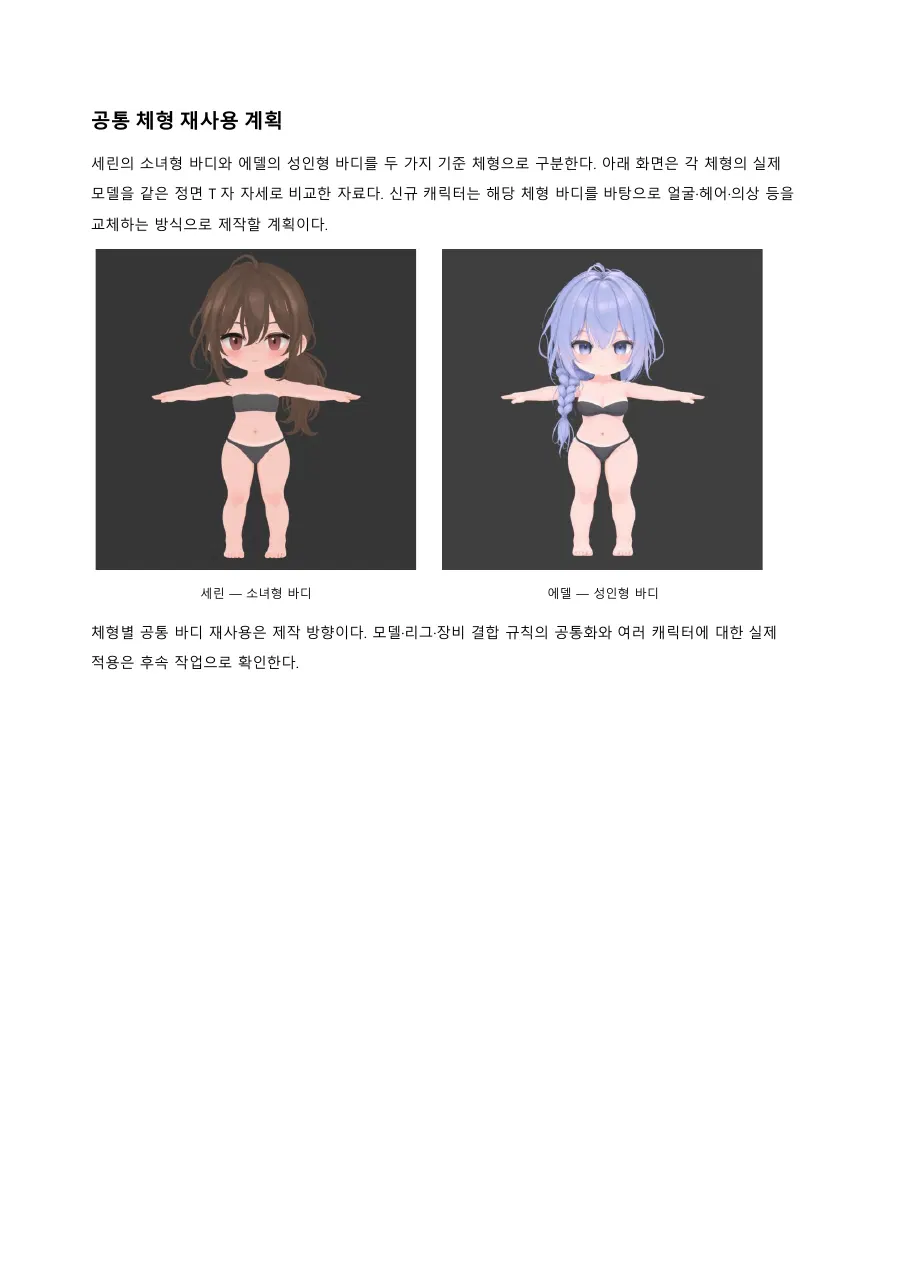 공통 체형 재사용 계획
세린의 소녀형 바디와 에델의 성인형 바디를 두 가지 기준 체형으로 구분한다. 아래 화면은 각 체형의 실제
모델을 같은 정면 T 자 자세로 비교한 자료다. 신규 캐릭터는 해당 체형 바디를 바탕으로 얼굴·헤어·의상 등을
교체하는 방식으로 제작할 계획이다.
세린 — 소녀형 바디
에델 — 성인형 바디
체형별 공통 바디 재사용은 제작 방향이다. 모델·리그·장비 결합 규칙의 공통화와 여러 캐릭터에 대한 실제
적용은 후속 작업으로 확인한다.